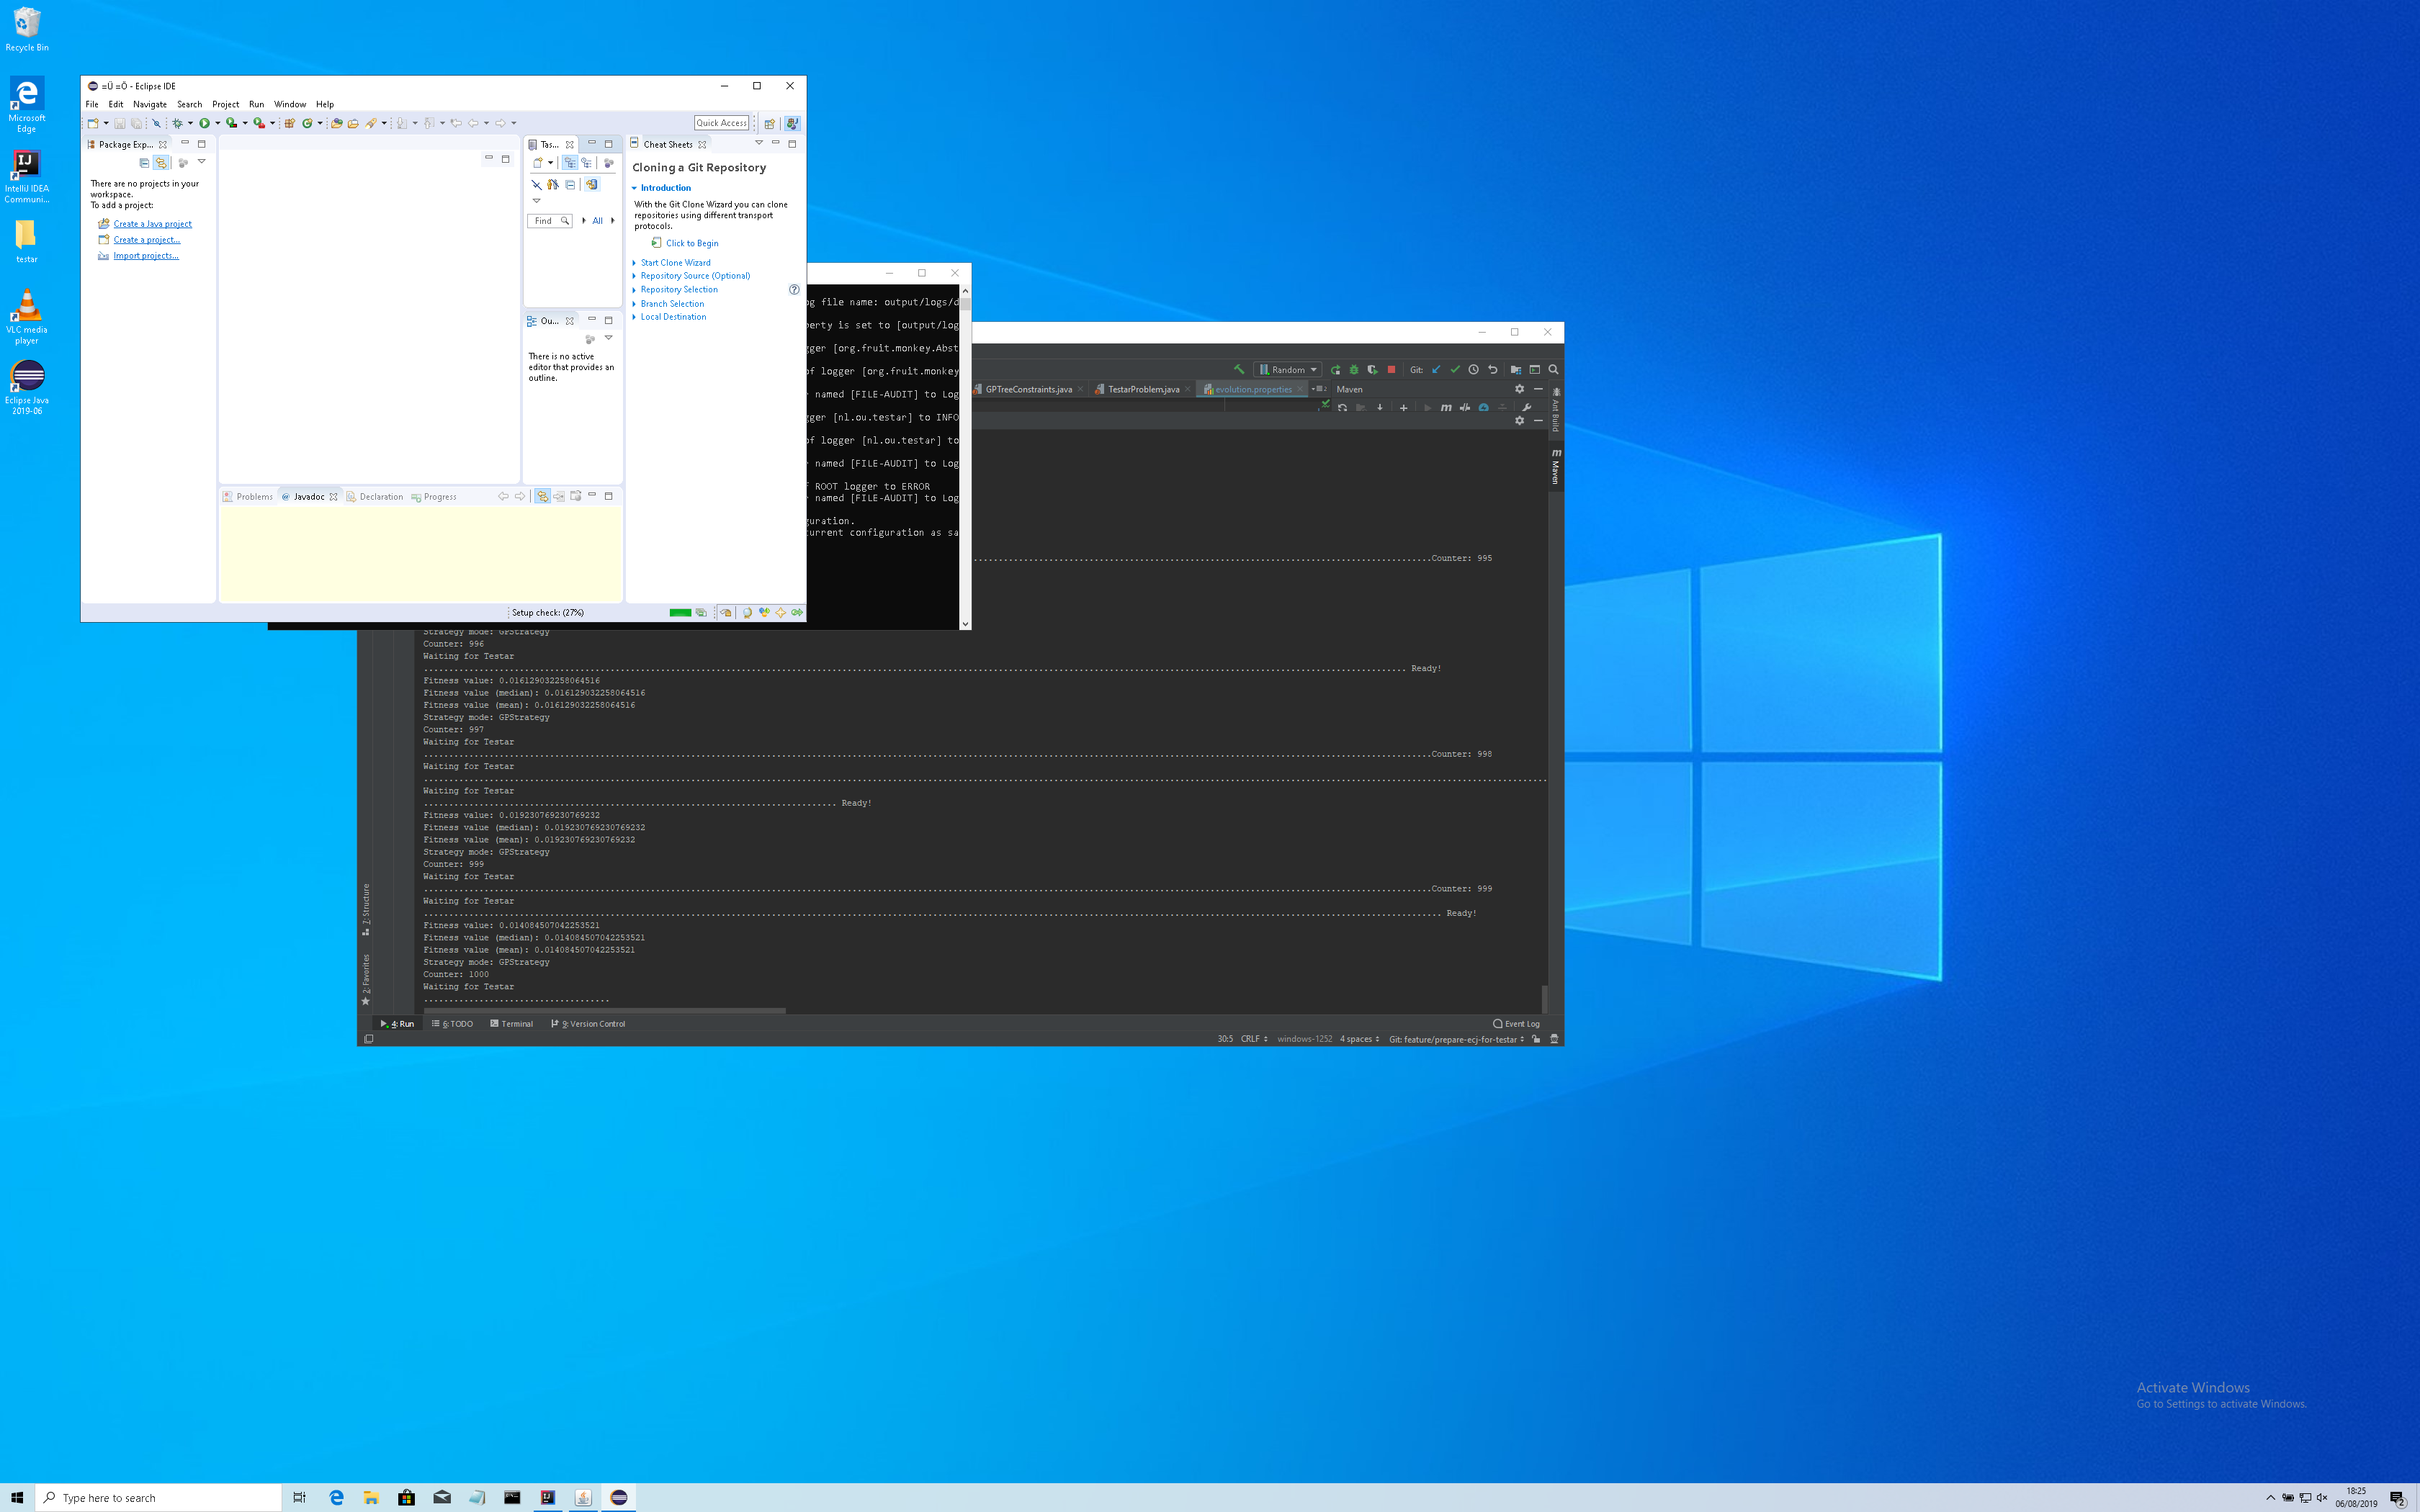 Recycle Bin
Microsoft
Edge
IntelliJ IDEA
Communi...
testar
VLC media
player
Eclipse Java
2019-06
=Ü =Ö - Eclipse IDE
File Edit Navigate Search Project Run Window Help
Quick Access
Package Exp...
There are no projects in your
workspace.
To add a project:
Create a Java project
Create a project...
Import projects...
Tas...
Find
All
Ou...
There is no active
editor that provides an
outline.
Cheat Sheets
Cloning a Git Repository
Introduction
With the Git Clone Wizard you can clone
repositories using different transport
protocols.
Click to Begin
Start Clone Wizard
Repository Source (Optional)
Repository Selection
Branch Selection
Local Destination
Problems Javadoc Declaration Progress
Setup check: (27%)
og file name: output/logs/d
perty is set to [output/log
gger [org.fruit.monkey.Abst
of logger [org.fruit.monkey
named [FILE-AUDIT] to Log
gger [nl.ou.testar] to INFO
of logger [nl.ou.testar] to
named [FILE-AUDIT] to Log
ROOT logger to ERROR
named [FILE-AUDIT] to Log
guration.
current configuration as sa
Random
Git:
GPTreeConstraints.java TestarProblem.java evolution.properties
Maven
Ant Build
Maven
Counter: 995
Strategy mode: GPStrategy
Counter: 996
Waiting for Testar
Ready!
Fitness value: 0.016129032258064516
Fitness value (median): 0.016129032258064516
Fitness value (mean): 0.016129032258064516
Strategy mode: GPStrategy
Counter: 997
Waiting for Testar
Counter: 998
Waiting for Testar
Waiting for Testar
Ready!
Fitness value: 0.019230769230769232
Fitness value (median): 0.019230769230769232
Fitness value (mean): 0.019230769230769232
Strategy mode: GPStrategy
Counter: 999
Waiting for Testar
Counter: 999
Waiting for Testar
Ready!
Fitness value: 0.014084507042253521
Fitness value (median): 0.014084507042253521
Fitness value (mean): 0.014084507042253521
Strategy mode: GPStrategy
Counter: 1000
Waiting for Testar
7: Structure
2: Favorites
4: Run 6: TODO Terminal 9: Version Control
Event Log
30:5 CRLF windows-1252 4 spaces Git: feature/prepare-ecj-for-testar
Activate Windows
Go to Settings to activate Windows.
Type here to search
18:25
06/08/2019
2